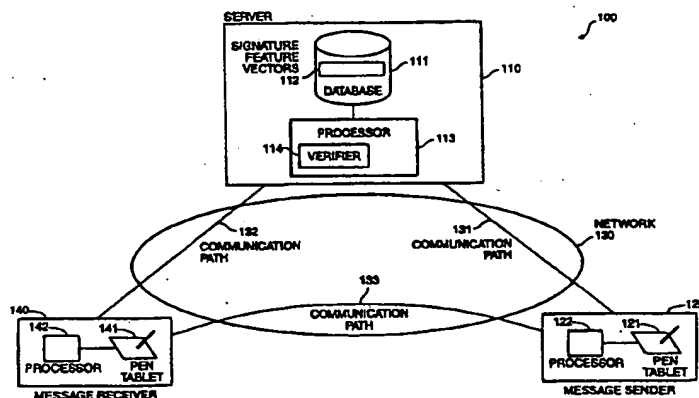 SERVER
100
SIGNATURE
FEATURE
VECTORS
112
111
DATABASE
110
PROCESSOR
113
114
VERIFIER
132
131
NETWORK
130
COMMUNICATION
PATH
COMMUNICATION
PATH
133
COMMUNICATION
PATH
140
142
141
PROCESSOR
PEN
TABLET
MESSAGE RECEIVER
122
121
PROCESSOR
PEN
TABLET
MESSAGE SENDER